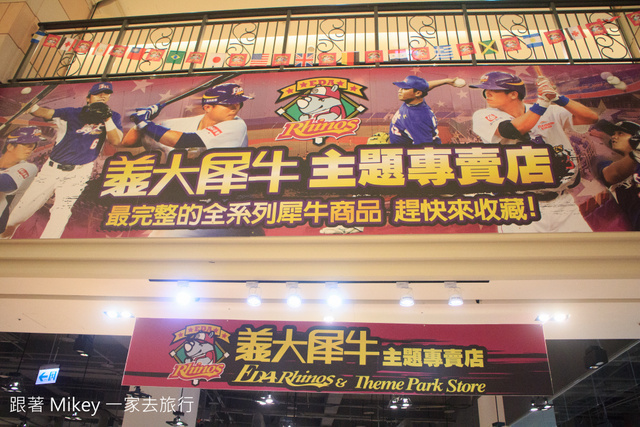 EDA
Rhinos
義大犀牛 主題專賣店
最完整的全系列犀牛商品 趕快來收藏!
EDA
Rhinos
義大犀牛 主題專賣店
EDA Rhinos & Theme Park Store
跟著 Mikey 一家去旅行